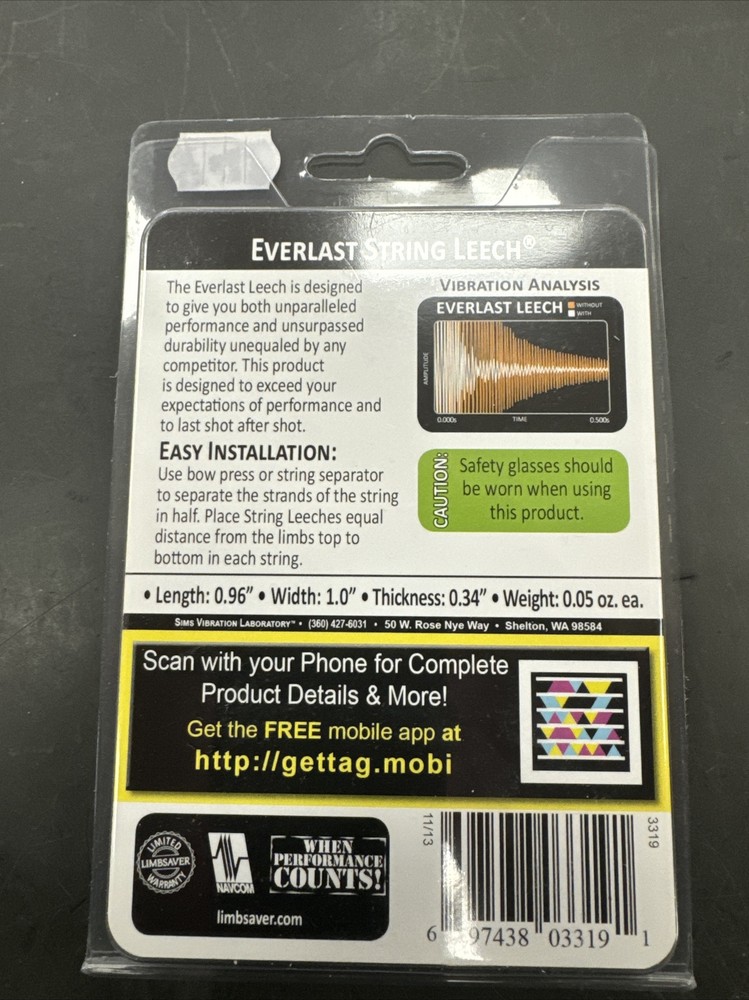 EVERLAST STRING LEECH®
The Everlast Leech is designed
to give you both unparalleled
performance and unsurpassed
durability unequaled by any
competitor. This product
is designed to exceed your
expectations of performance and
to last shot after shot.
EASY INSTALLATION:
Use bow press or string separator
to separate the strands of the string
in half. Place String Leeches equal
distance from the limbs top to
bottom in each string.
VIBRATION ANALYSIS
EVERLAST LEECH
WITHOUT
WITH
AMPLITUDE
0.000s
TIME
0.500s
CAUTION:
Safety glasses should
be worn when using
this product.
• Length: 0.96” • Width: 1.0” • Thickness: 0.34” • Weight: 0.05 oz. ea.
SIMS VIBRATION LABORATORY™ • (360) 427-6031 • 50 W. Rose Nye Way • Shelton, WA 98584
Scan with your Phone for Complete
Product Details & More!
Get the FREE mobile app at
http://gettag.mobi
LIMITED
LIMBSAVER
WARRANTY
NAVCOM
WHEN
PERFORMANCE
COUNTS!
limbsaver.com
11/13
3319
6 97438 03319 1